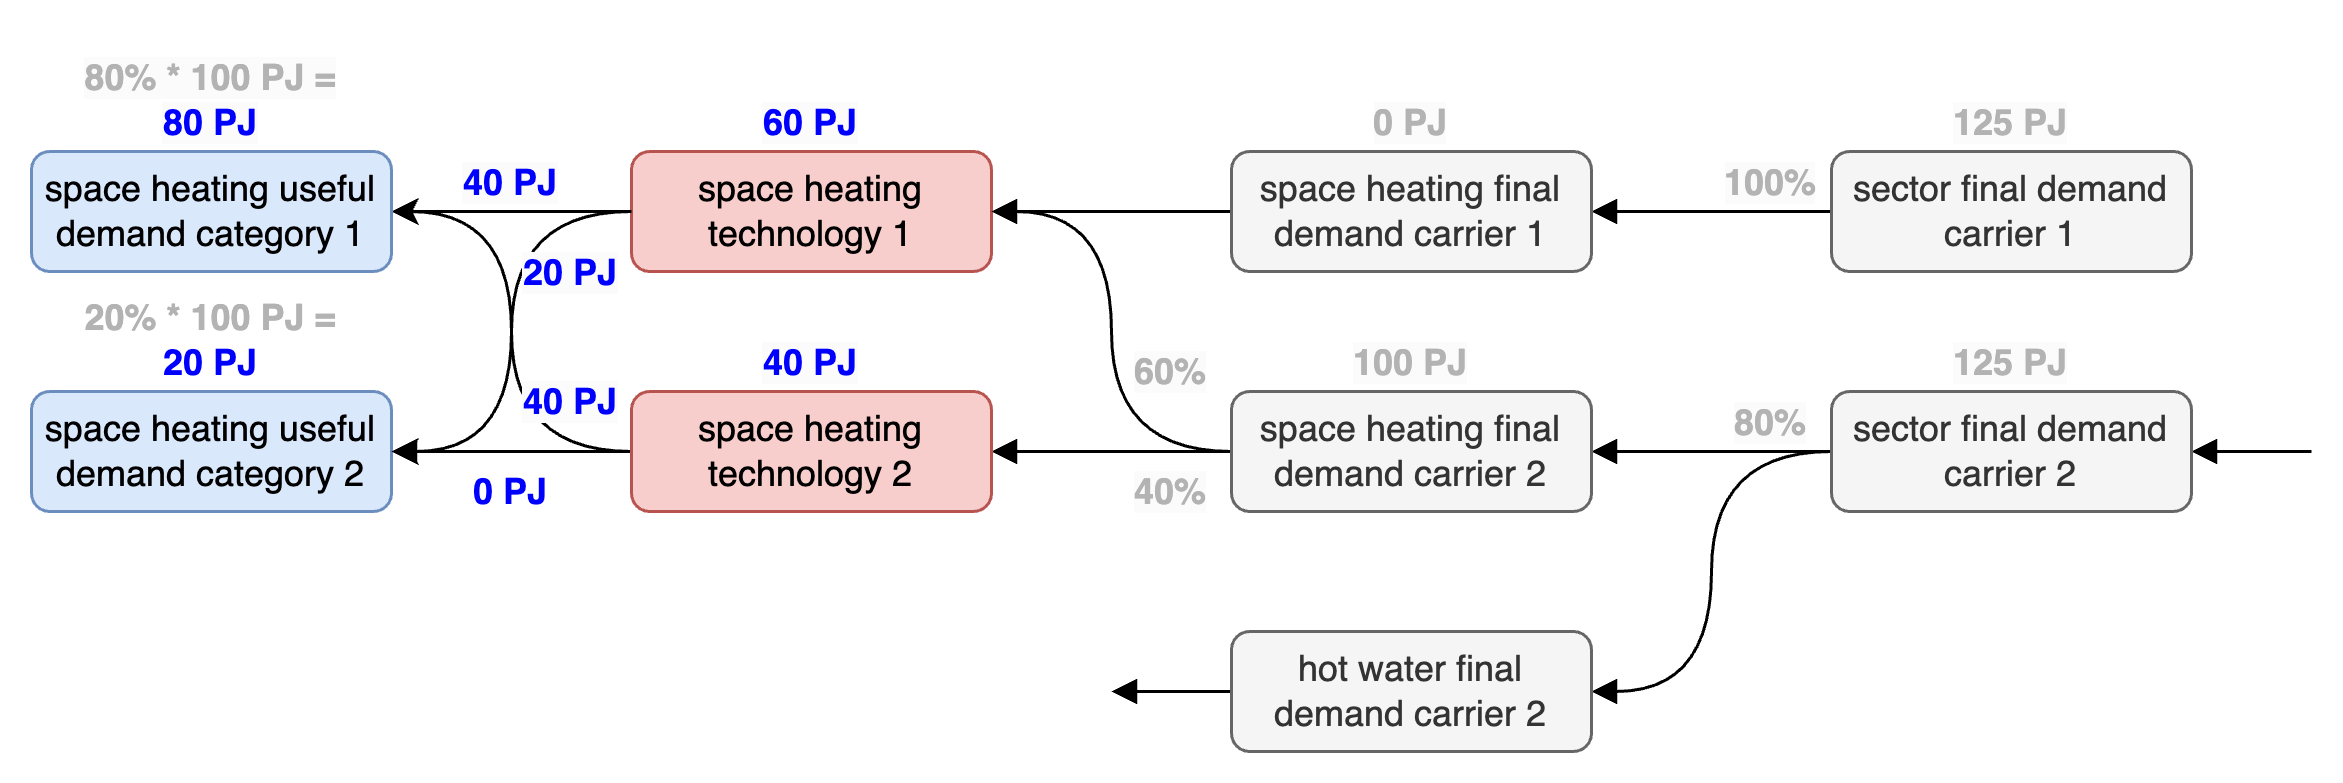 80% * 100 PJ =
80 PJ
60 PJ
0 PJ
125 PJ
space heating useful
demand category 1
40 PJ
space heating
technology 1
space heating final
demand carrier 1
100%
sector final demand
carrier 1
20 PJ
20% * 100 PJ =
20 PJ
40 PJ
60%
100 PJ
125 PJ
space heating useful
demand category 2
40 PJ
0 PJ
space heating
technology 2
40%
space heating final
demand carrier 2
80%
sector final demand
carrier 2
hot water final
demand carrier 2